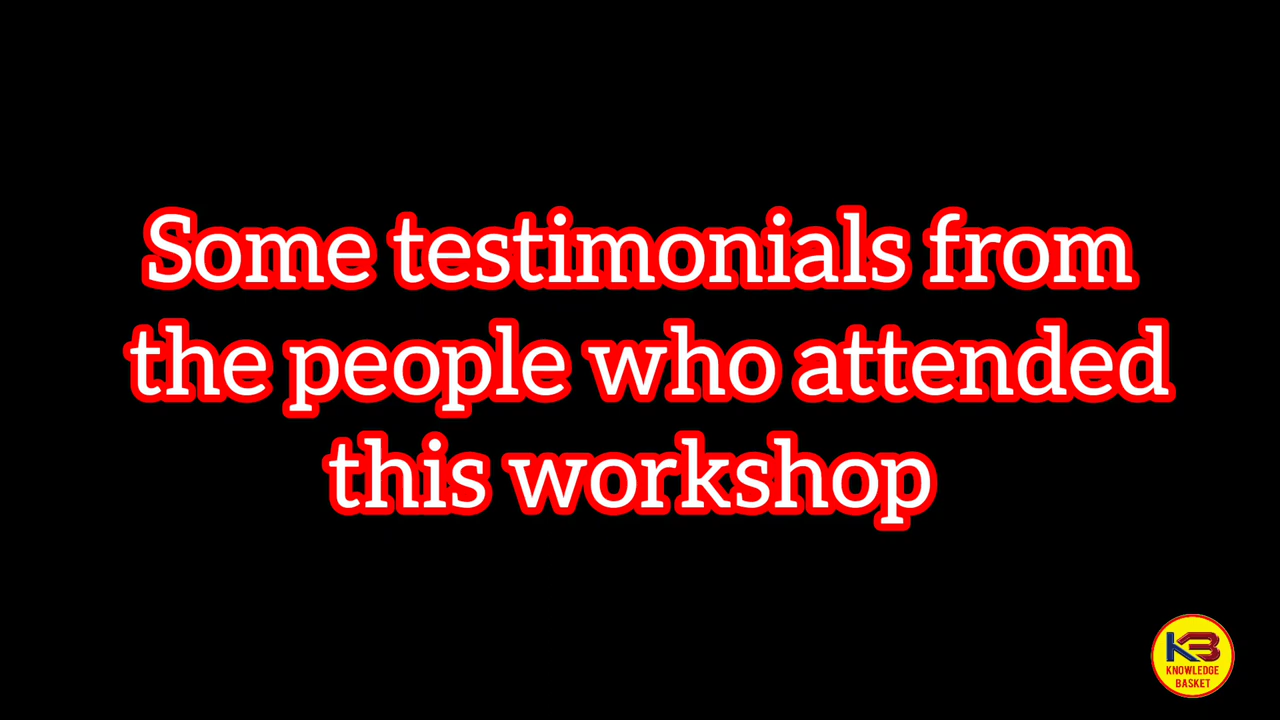 Some testimonials from
the people who attended
this workshop
KB
KNOWLEDGE
BASKET